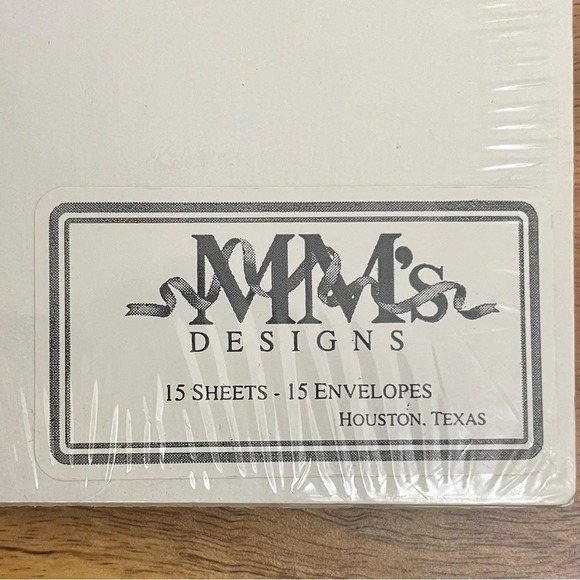 MM's
DESIGNS
15 SHEETS - 15 ENVELOPES
HOUSTON, TEXAS